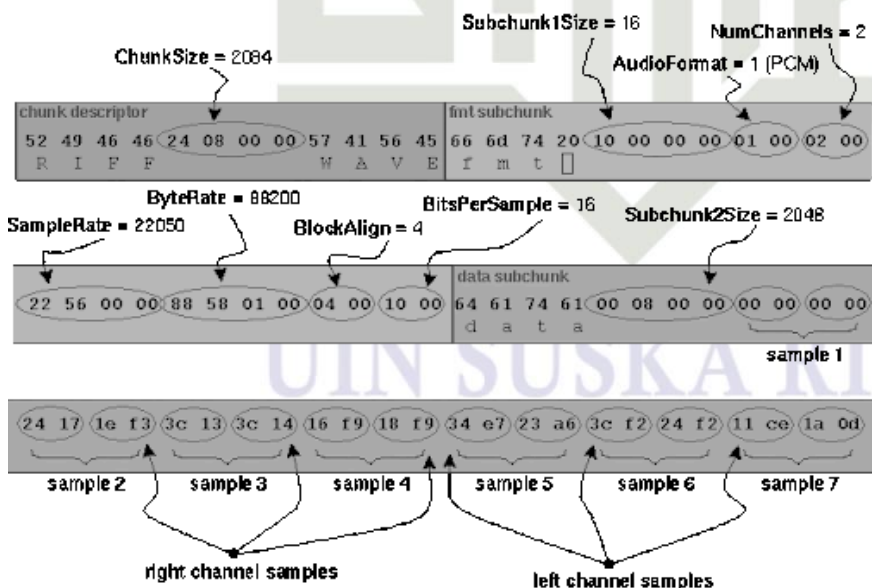 Subchunk1Size = 16
NumChannels = 2
ChunkSize = 2084
AudioFormat = 1 (PCM)
chunk descriptor fmt subchunk
52 49 46 46 24 08 00 00 57 41 56 45 66 6d 74 20 10 00 00 00 01 00 02 00
R I F F W A V E f m t
ByteRate = 88200
BitsPerSample = 16
SampleRate = 22050
BlockAlign = 4
Subchunk2Size = 2048
data subchunk
22 56 00 00 88 58 01 00 04 00 10 00 64 61 74 61 00 08 00 00 00 00 00 00
d a t a
sample 1
UIN SUSKA RI
24 17 1e f3 3c 13 3c 14 16 f9 18 f9 34 e7 23 a6 3c f2 24 f2 11 ce 1a 0d
sample 2 sample 3 sample 4 sample 5 sample 6 sample 7
right channel samples left channel samples